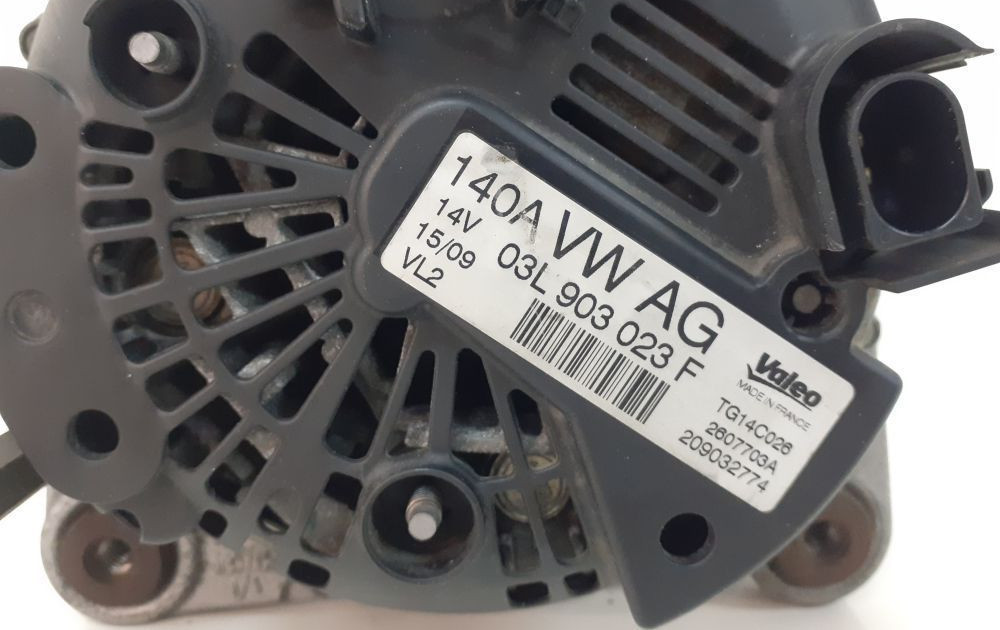 140A VW AG
14V 03L 903 023 F
15/09
VL2
Valeo
MADE IN FRANCE
TG14C026
2607703A
209032774